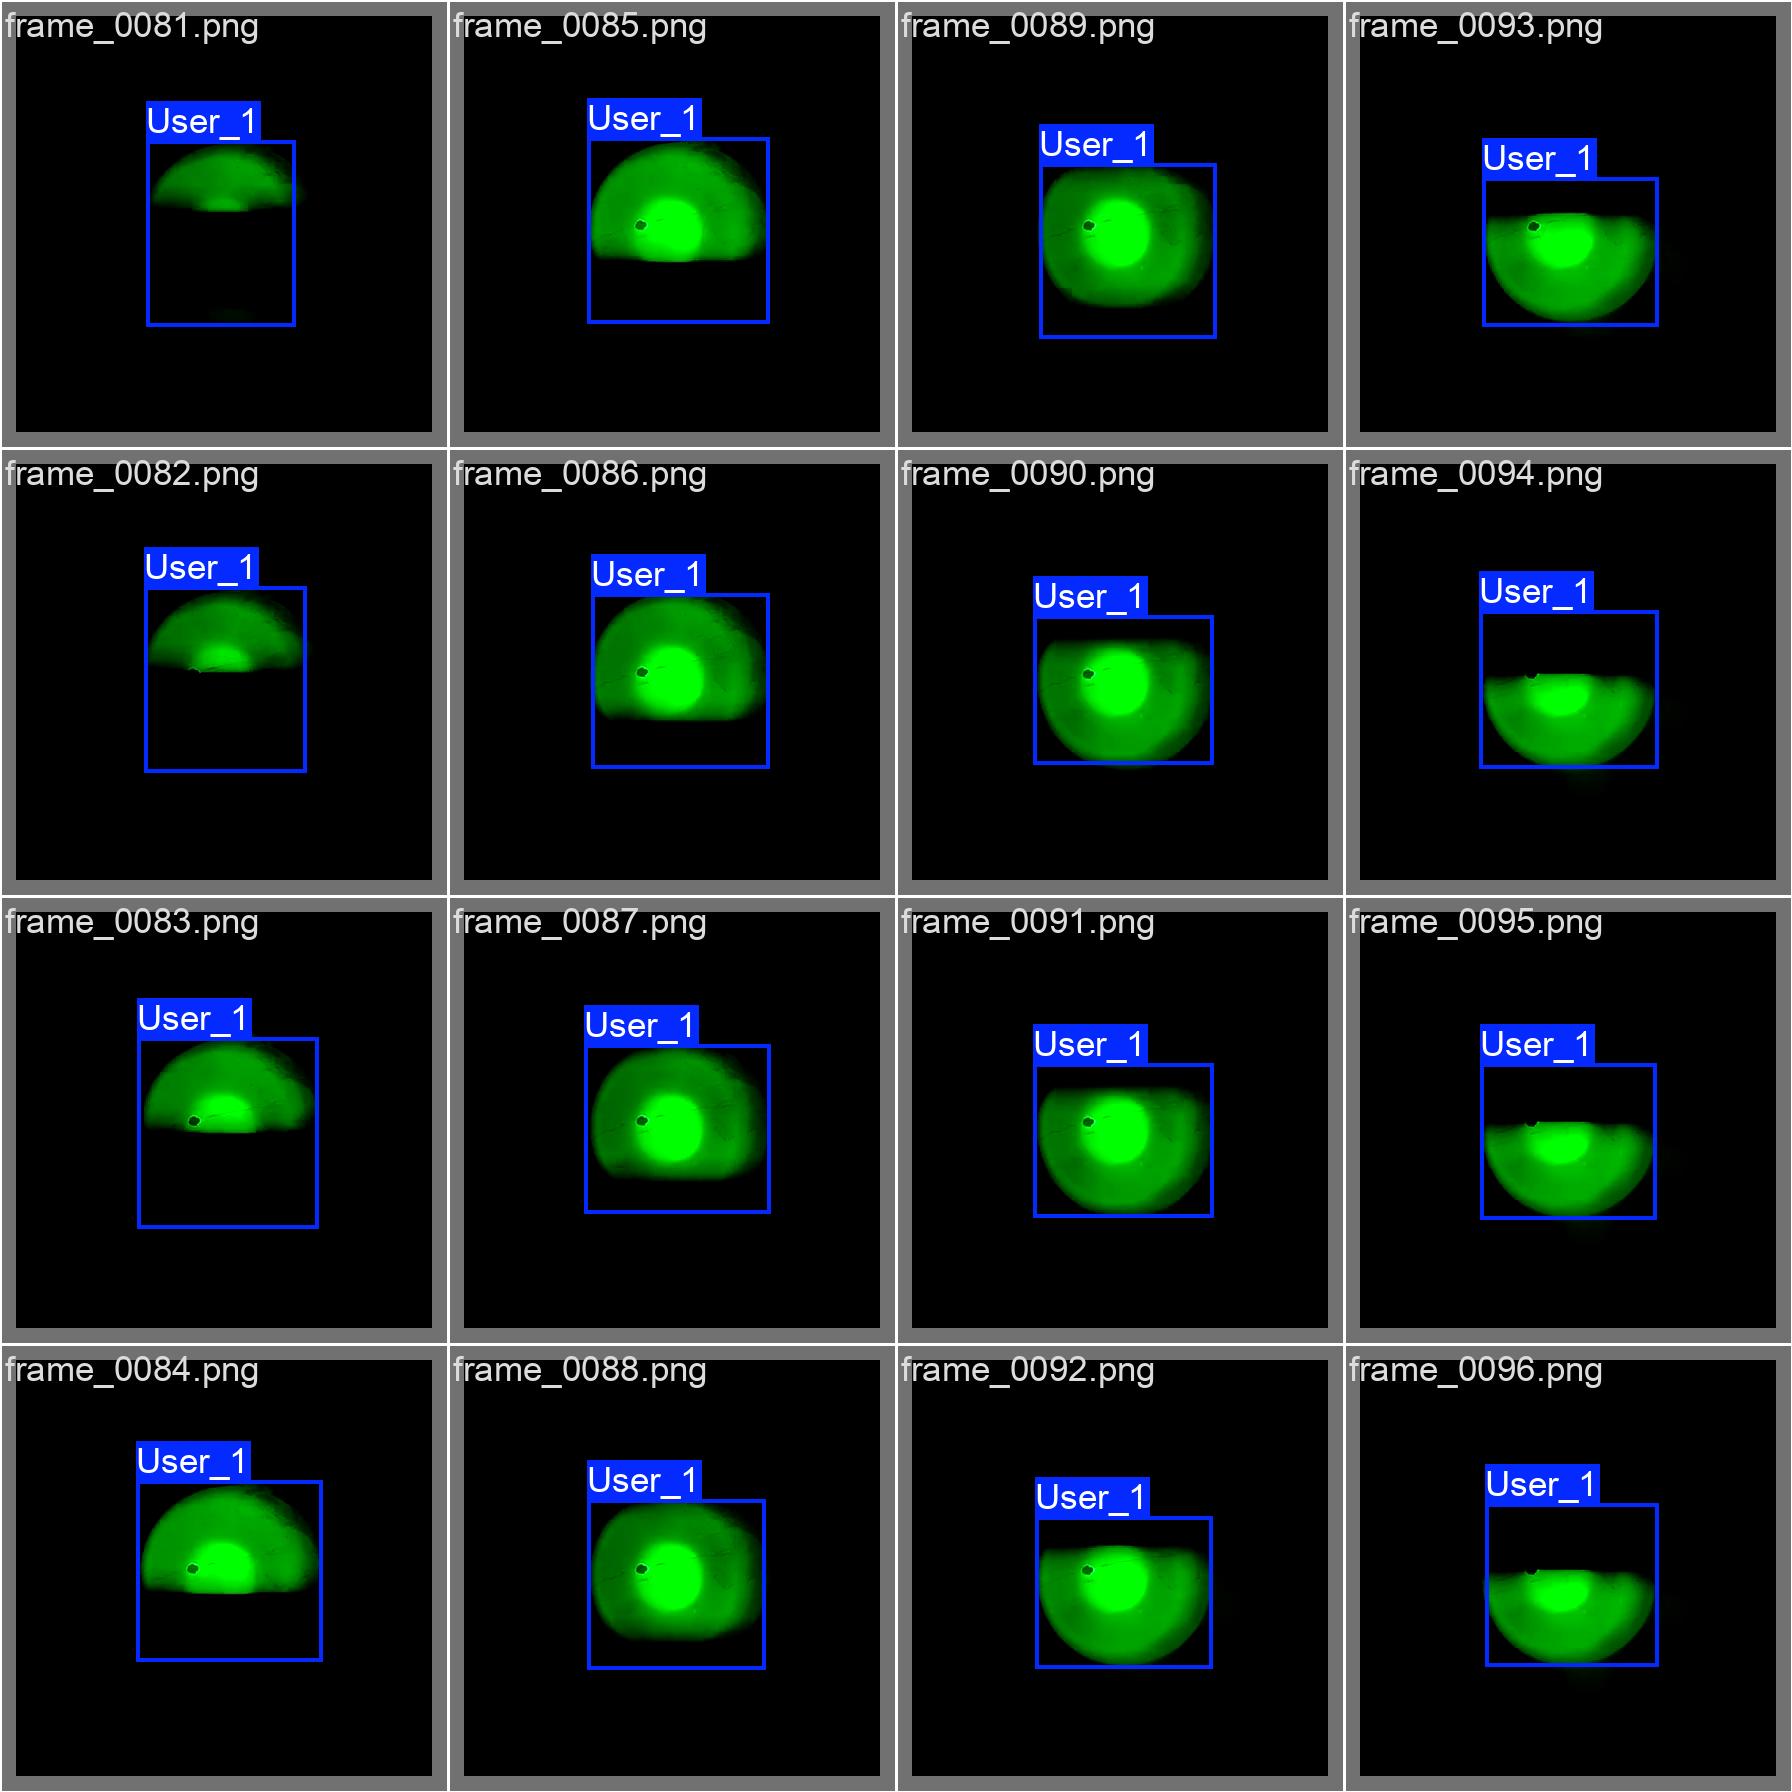 frame_0081.png
User_1
frame_0085.png
User_1
frame_0089.png
User_1
frame_0093.png
User_1
frame_0082.png
User_1
frame_0086.png
User_1
frame_0090.png
User_1
frame_0094.png
User_1
frame_0083.png
User_1
frame_0087.png
User_1
frame_0091.png
User_1
frame_0095.png
User_1
frame_0084.png
User_1
frame_0088.png
User_1
frame_0092.png
User_1
frame_0096.png
User_1